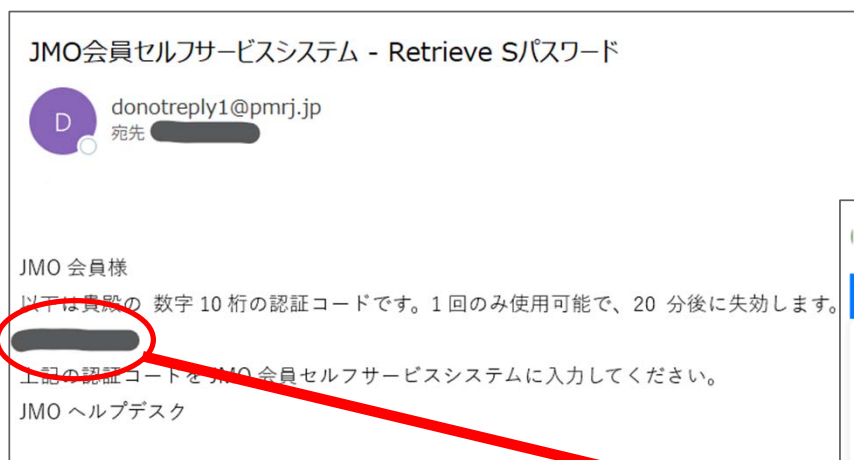 JMO会員セルフサービスシステム - Retrieve Sパスワード
D
donotreply1@pmrj.jp
宛先
JMO 会員様
以下は貴殿の 数字 10 桁の認証コードです。1 回のみ使用可能で、20 分後に失効します。
上記の認証コードを JMO 会員セルフサービスシステムに入力してください。
JMO ヘルプデスク